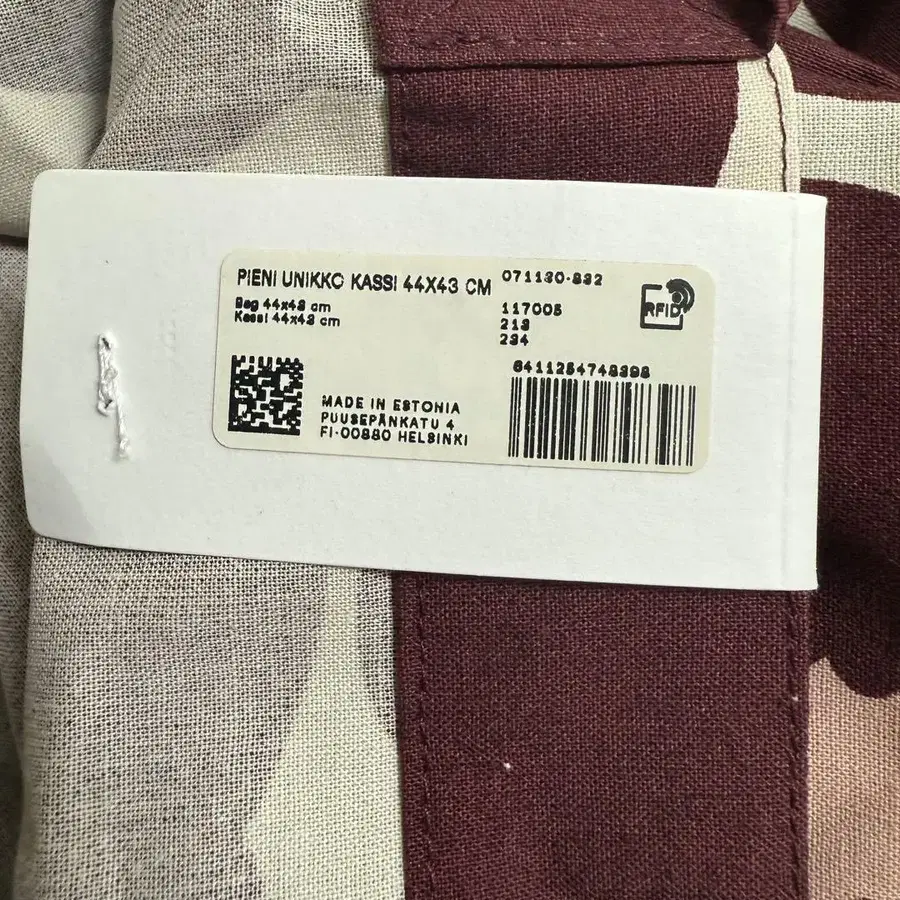 PIENI UNIKKO KASSI 44X43 CM
Bag 44x43 cm
Kassi 44x43 cm
071130-832
117005
213
234
RFID
6411254748398
MADE IN ESTONIA
PUUSEPÄNKATU 4
FI-00880 HELSINKI